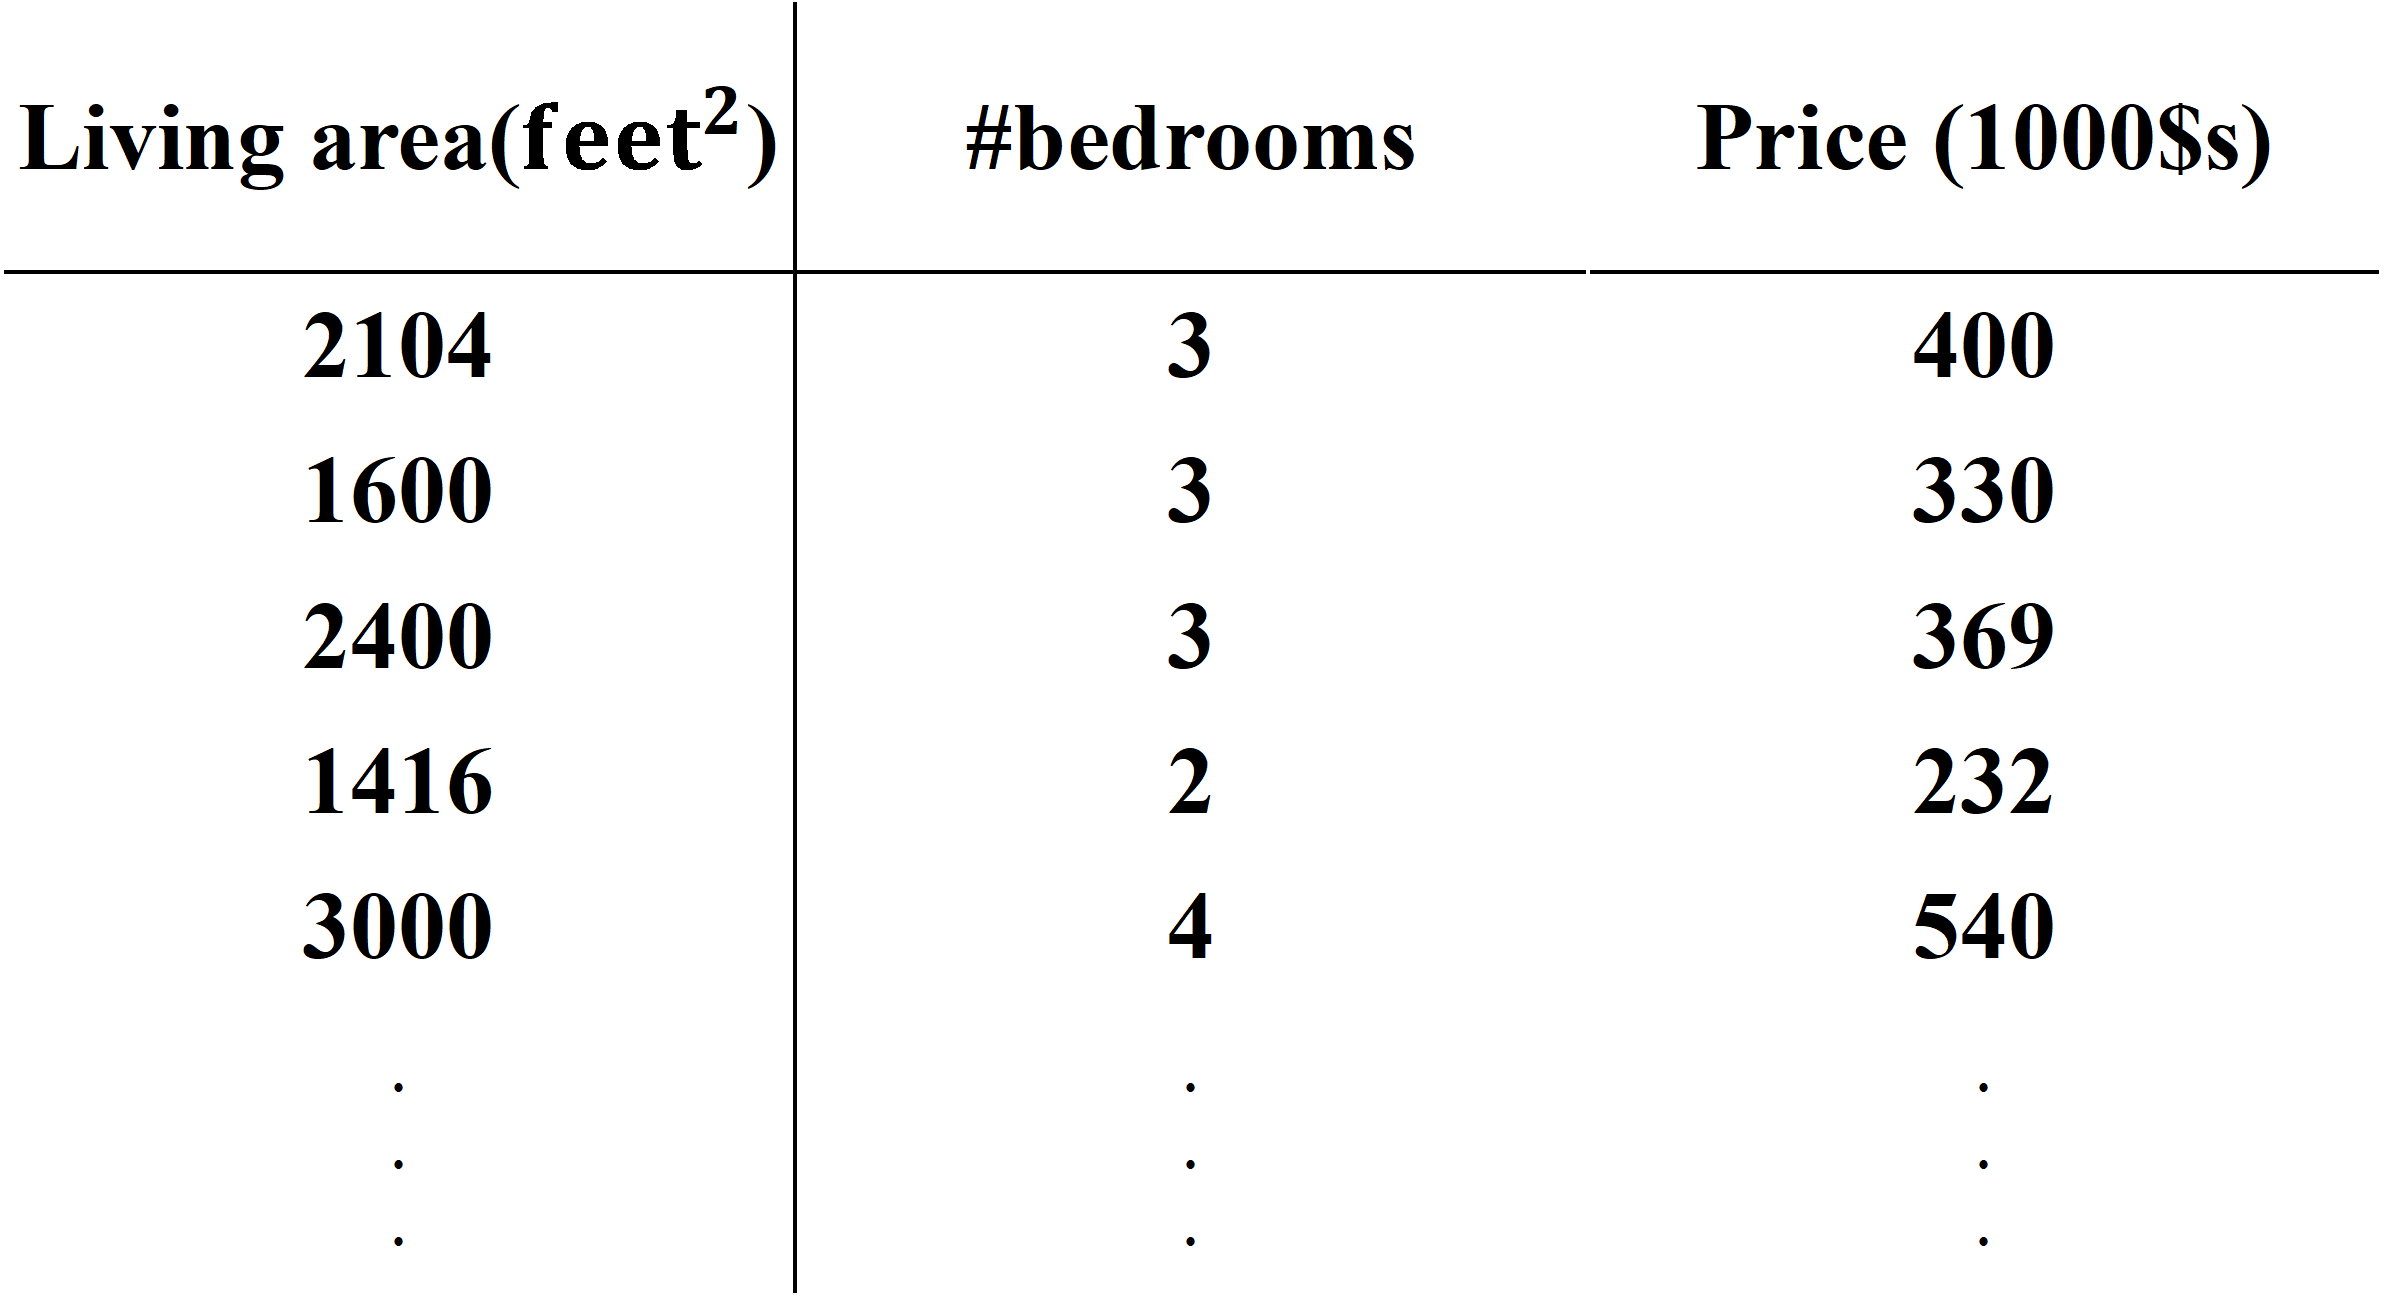 Living area(feet²) #bedrooms Price (1000$s)
2104 3 400
1600 3 330
2400 3 369
1416 2 232
3000 4 540
. . .
. . .
. . .